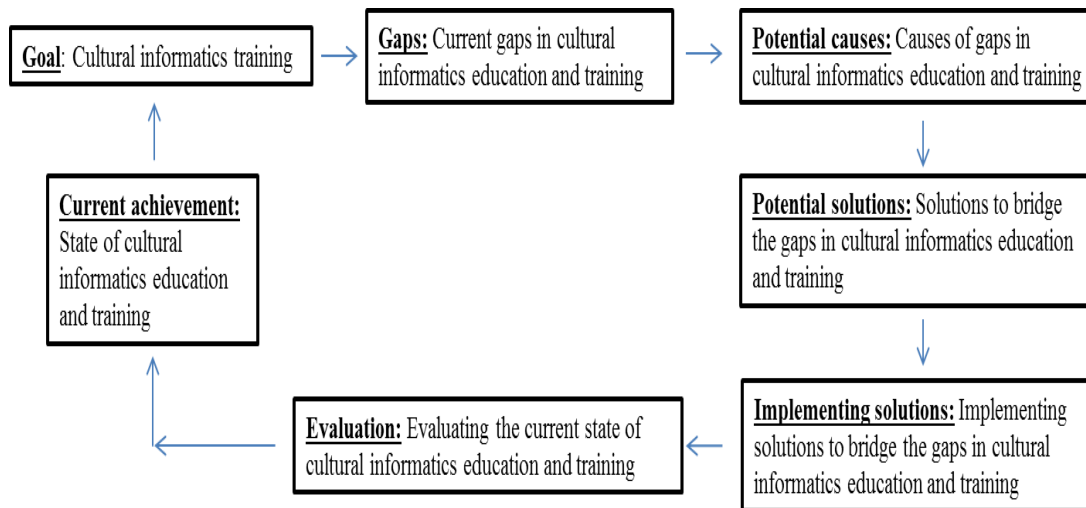 Goal: Cultural informatics training
Gaps: Current gaps in cultural
informatics education and training
Potential causes: Causes of gaps in
cultural informatics education and training
Potential solutions: Solutions to bridge
the gaps in cultural informatics education
and training
Implementing solutions: Implementing
solutions to bridge the gaps in cultural
informatics education and training
Evaluation: Evaluating the current state of
cultural informatics education and training
Current achievement:
State of cultural
informatics education
and training